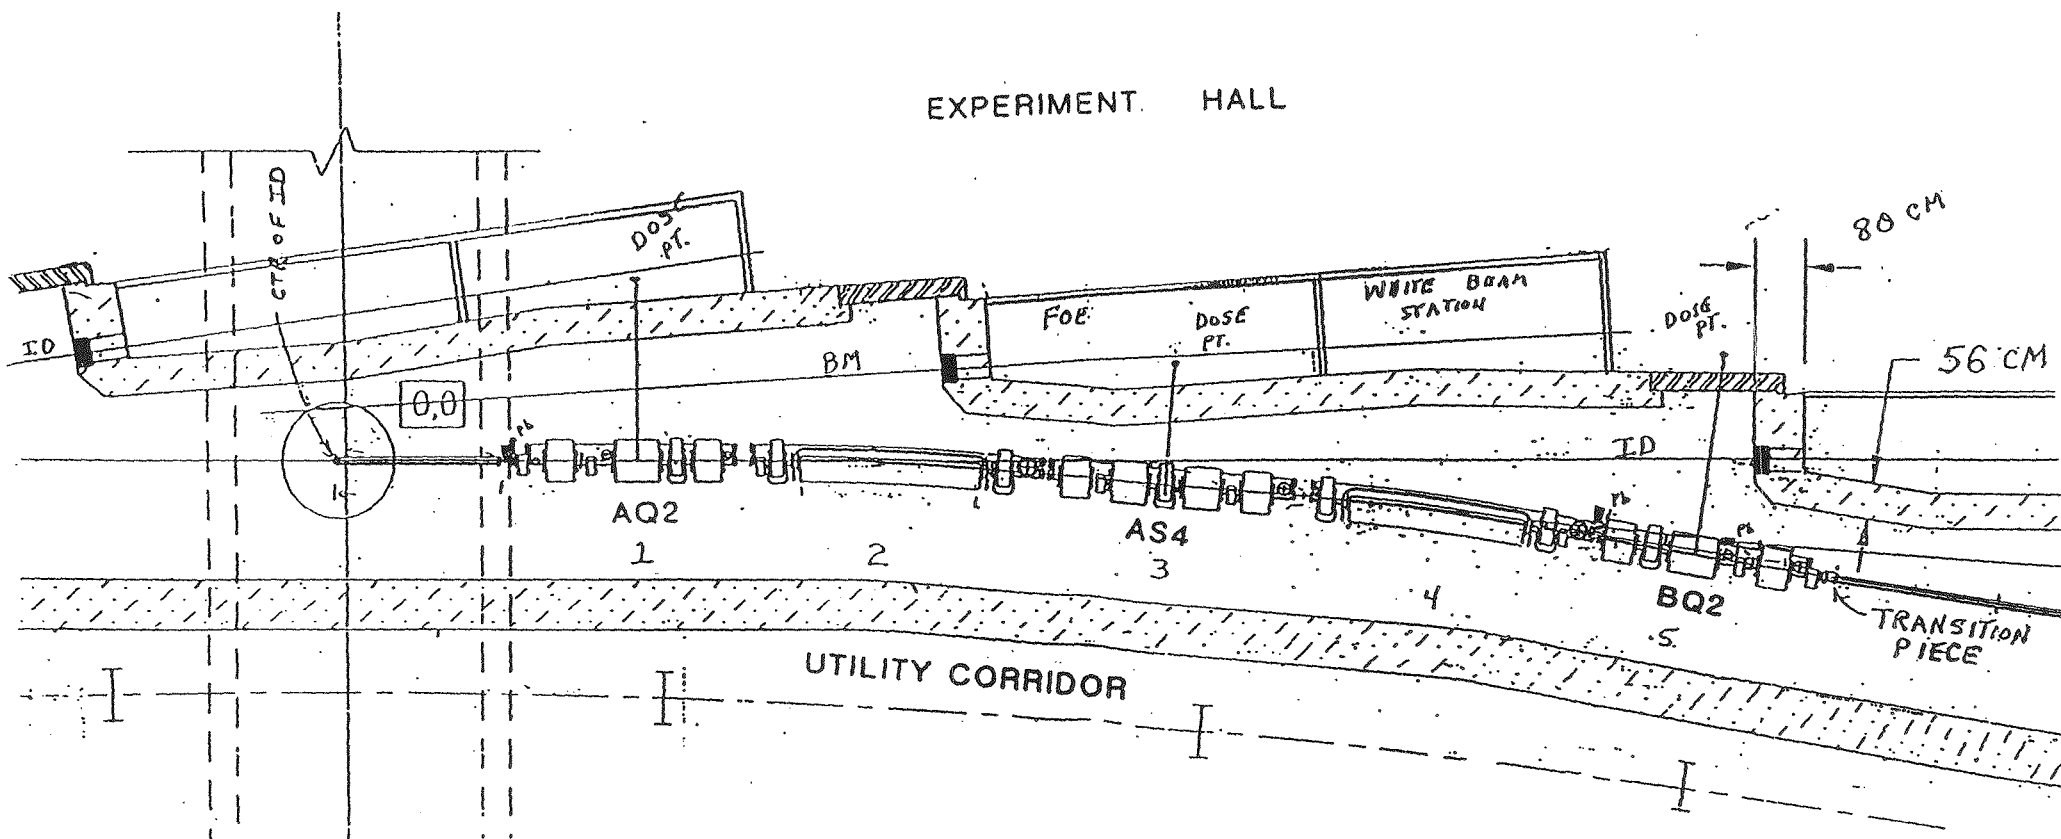 EXPERIMENT. HALL
CTR OF ID
DOSE
PT.
80 CM
ID
0,0
BM
FOE
DOSE
PT.
WHITE BEAM
STATION
DOSE
PT.
56 CM
ID
Pb
Pb
Pb
AQ2
1
2
AS4
3
4
BQ2
5
TRANSITION
PIECE
UTILITY CORRIDOR